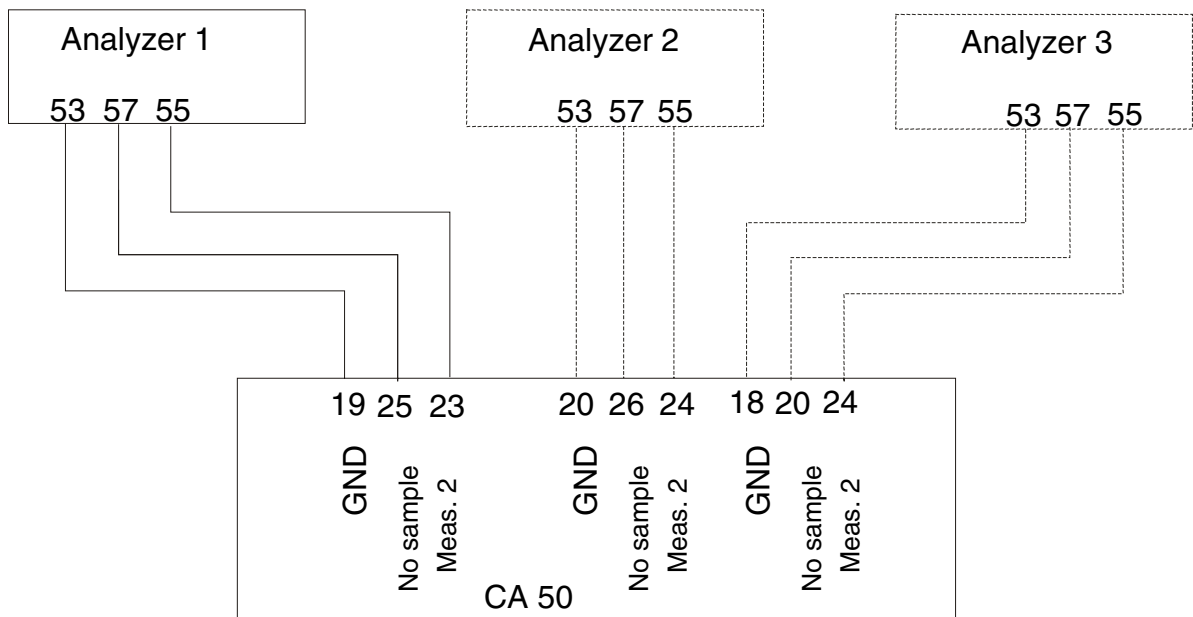 Analyzer 1
53 57 55
Analyzer 2
53 57 55
Analyzer 3
53 57 55
19 25 23
20 26 24
18 20 24
GND
No sample
Meas. 2
GND
No sample
Meas. 2
GND
No sample
Meas. 2
CA 50